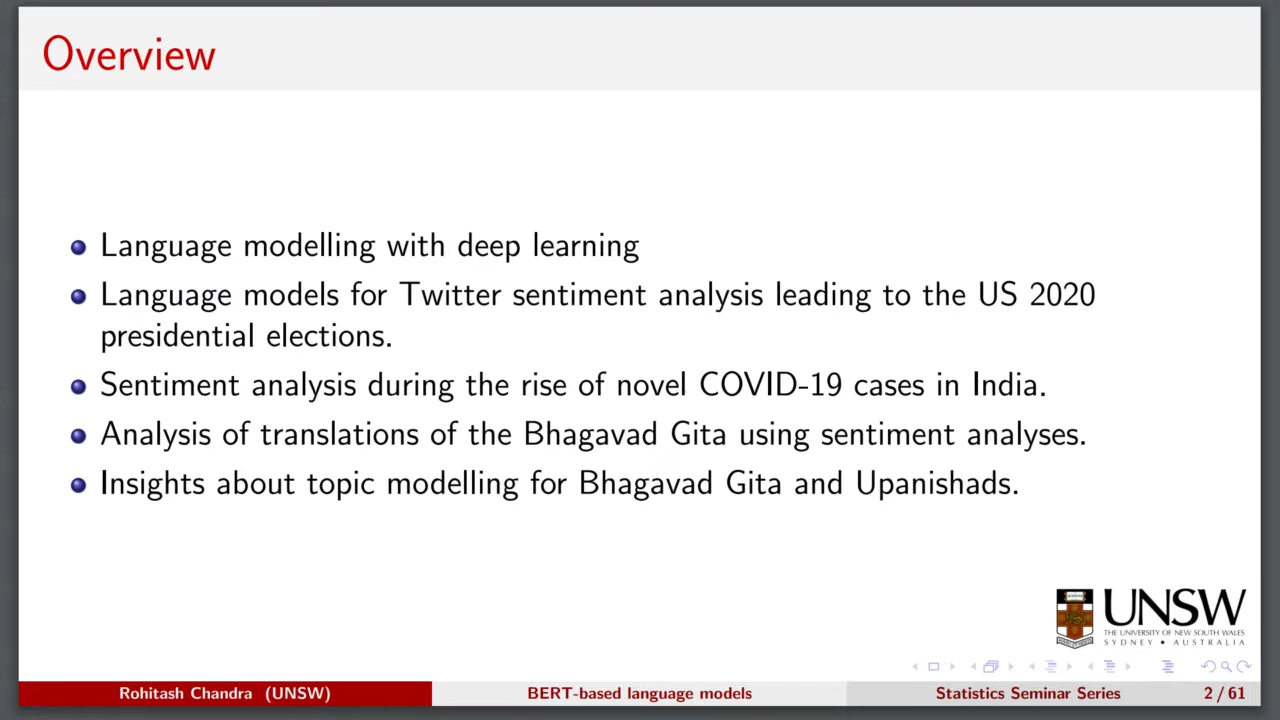 Overview
Language modelling with deep learning
Language models for Twitter sentiment analysis leading to the US 2020
presidential elections.
Sentiment analysis during the rise of novel COVID-19 cases in India.
Analysis of translations of the Bhagavad Gita using sentiment analyses.
Insights about topic modelling for Bhagavad Gita and Upanishads.
UNSW
THE UNIVERSITY OF NEW SOUTH WALES
SYDNEY • AUSTRALIA
Rohitash Chandra (UNSW) BERT-based language models Statistics Seminar Series 2 / 61